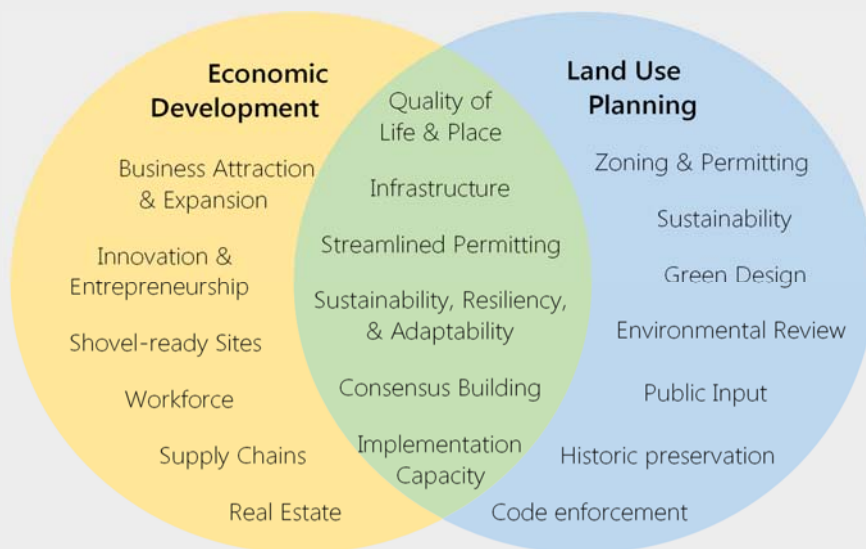 Economic
Development
Business Attraction
& Expansion
Innovation &
Entrepreneurship
Shovel-ready Sites
Workforce
Supply Chains
Real Estate
Quality of
Life & Place
Infrastructure
Streamlined Permitting
Sustainability, Resiliency,
& Adaptability
Consensus Building
Implementation
Capacity
Land Use
Planning
Zoning & Permitting
Sustainability
Green Design
Environmental Review
Public Input
Historic preservation
Code enforcement